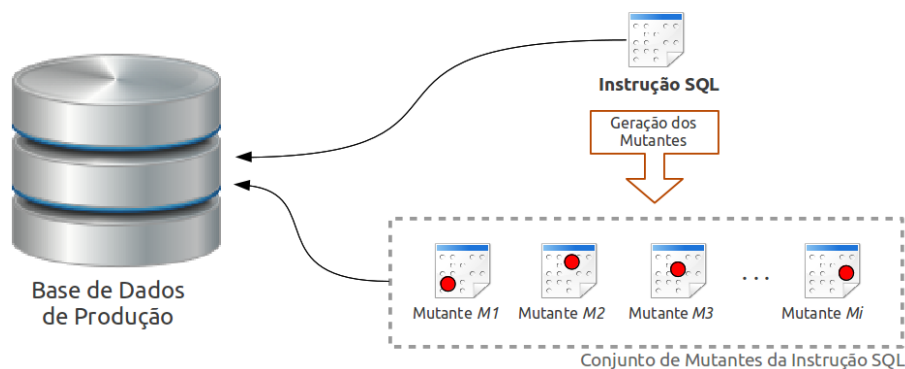 Instrução SQL
Geração dos
Mutantes
Base de Dados
de Produção
Mutante M1
Mutante M2
Mutante M3
...
Mutante Mi
Conjunto de Mutantes da Instrução SQL